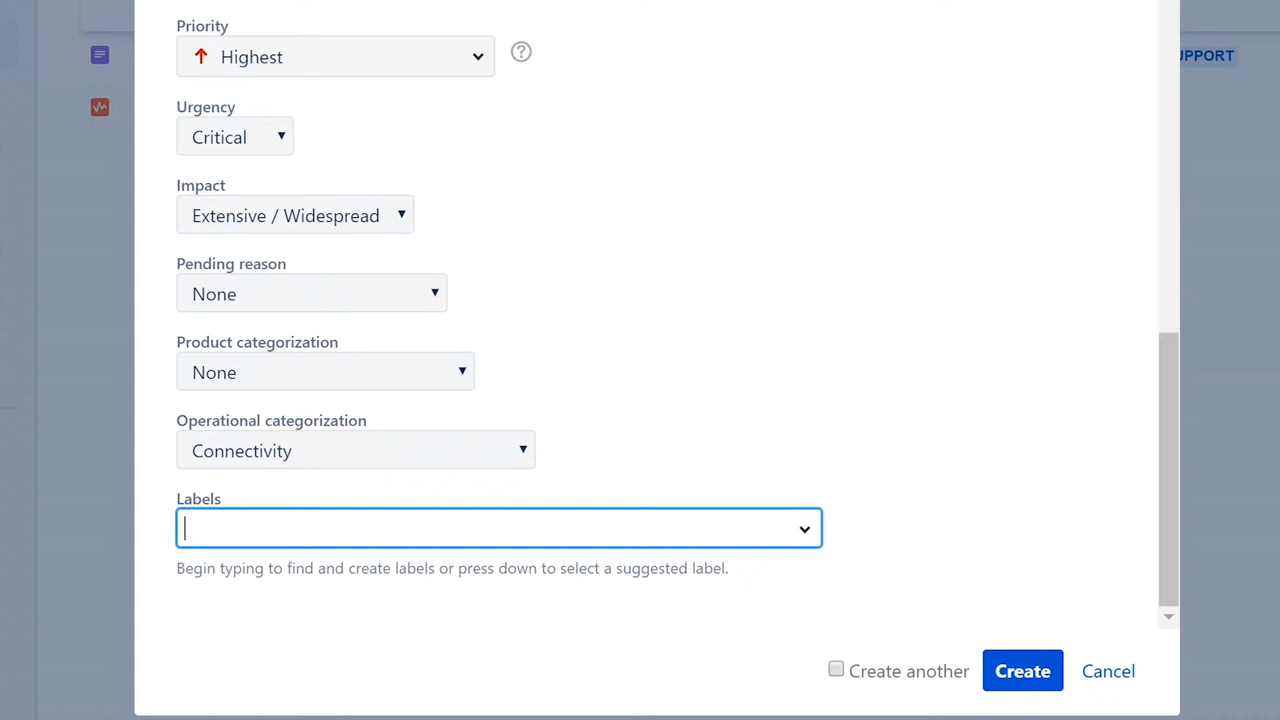 Priority
Highest
UPPORT
Urgency
Critical
Impact
Extensive / Widespread
Pending reason
None
Product categorization
None
Operational categorization
Connectivity
Labels
Begin typing to find and create labels or press down to select a suggested label.
Create another
Create
Cancel